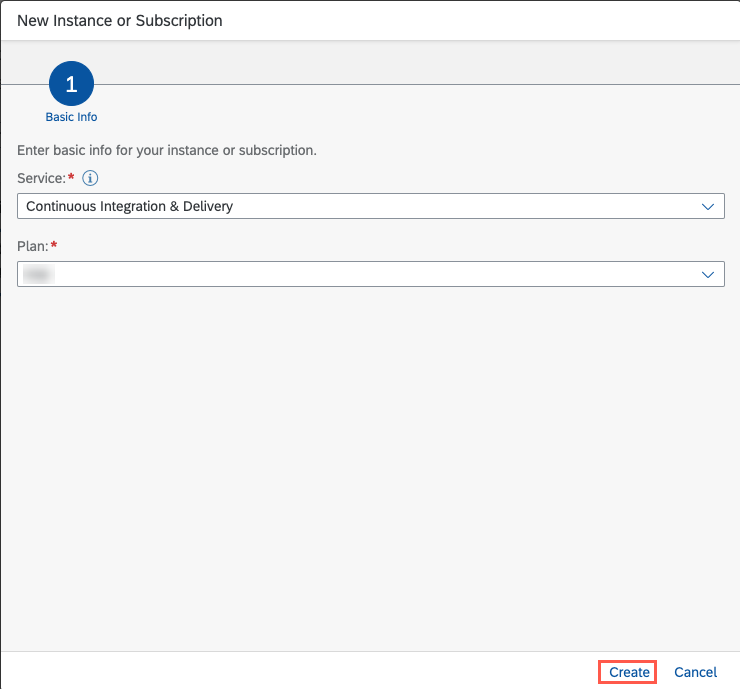 New Instance or Subscription
1
Basic Info
Enter basic info for your instance or subscription.
Service:*
Continuous Integration & Delivery
Plan:*
Create Cancel